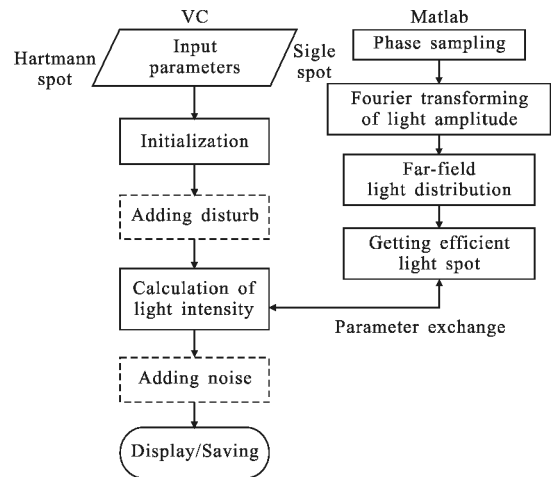 VC
Hartmann
spot
Input
parameters
Sigle
spot
Initialization
Adding disturb
Calculation of
light intensity
Adding noise
Display/Saving
Matlab
Phase sampling
Fourier transforming
of light amplitude
Far-field
light distribution
Getting efficient
light spot
Parameter exchange